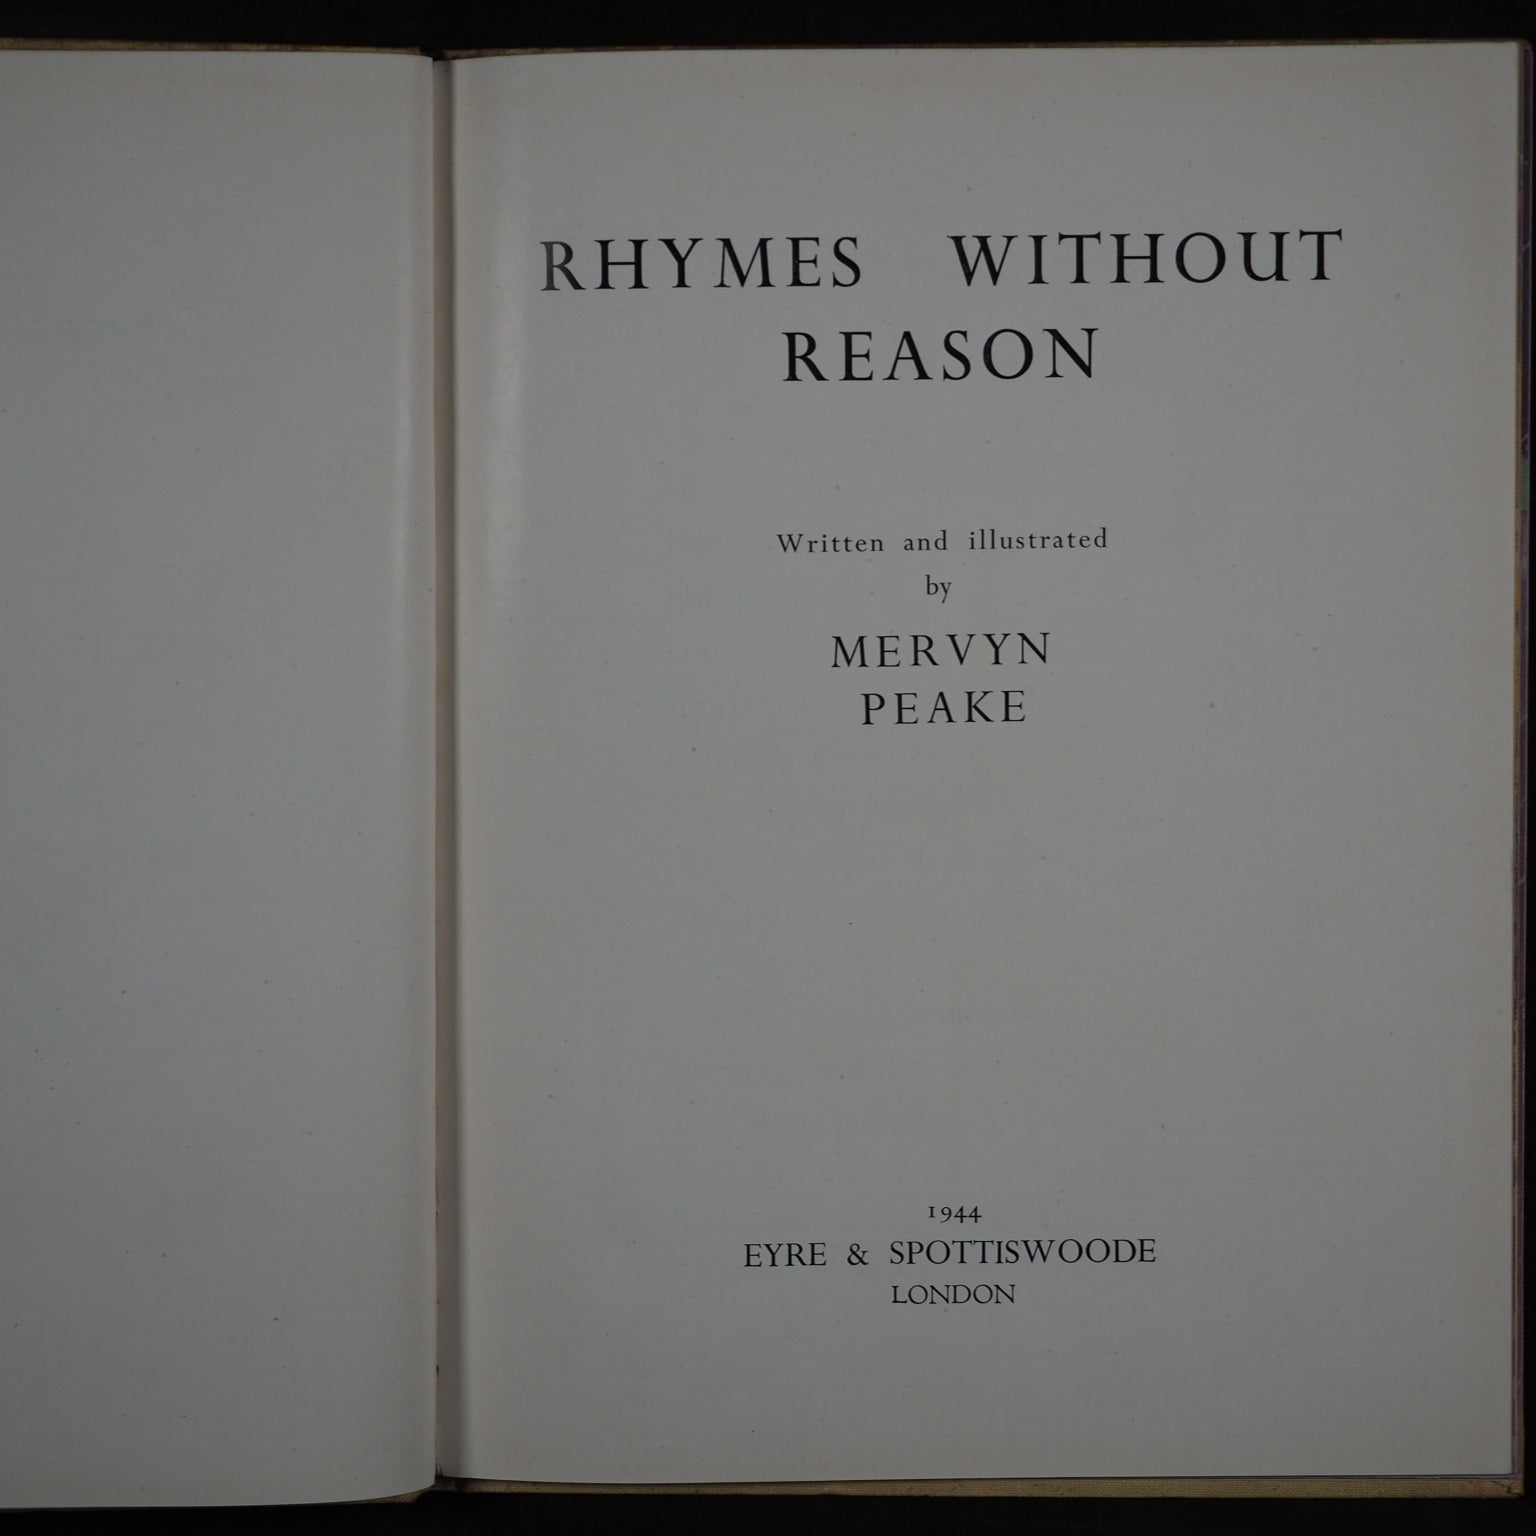 RHYMES WITHOUT
REASON
Written and illustrated
by
MERVYN
PEAKE
1944
EYRE & SPOTTISWOODE
LONDON